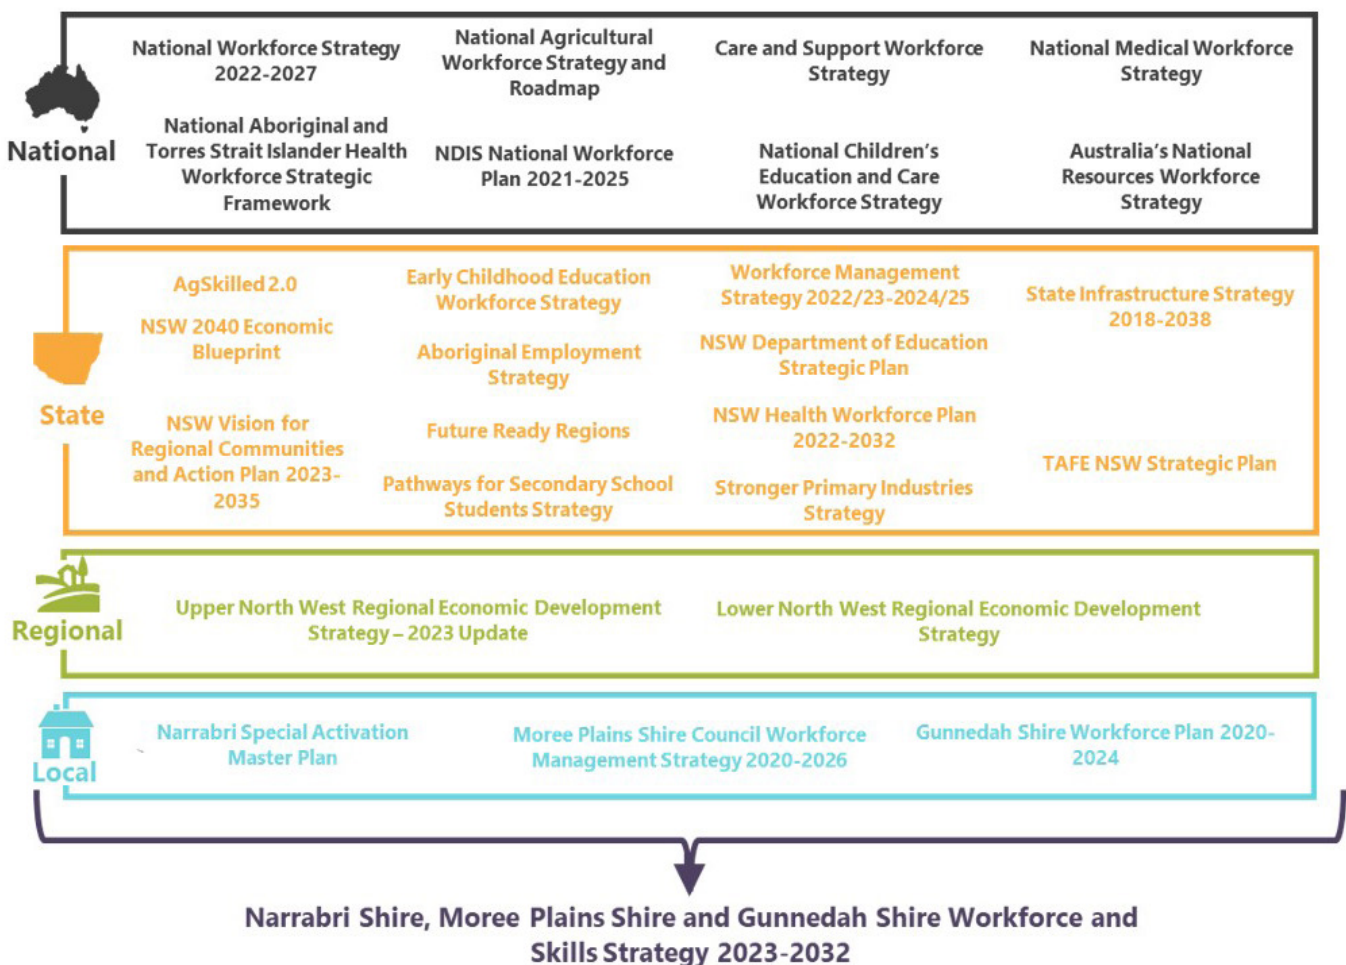 National
National Workforce Strategy
2022-2027
National Agricultural
Workforce Strategy and
Roadmap
Care and Support Workforce
Strategy
National Medical Workforce
Strategy
National Aboriginal and
Torres Strait Islander Health
Workforce Strategic
Framework
NDIS National Workforce
Plan 2021-2025
National Children's
Education and Care
Workforce Strategy
Australia's National
Resources Workforce
Strategy
State
AgSkilled 2.0
NSW 2040 Economic
Blueprint
NSW Vision for
Regional Communities
and Action Plan 2023-
2035
Early Childhood Education
Workforce Strategy
Aboriginal Employment
Strategy
Future Ready Regions
Pathways for Secondary School
Students Strategy
Workforce Management
Strategy 2022/23-2024/25
NSW Department of Education
Strategic Plan
NSW Health Workforce Plan
2022-2032
Stronger Primary Industries
Strategy
State Infrastructure Strategy
2018-2038
TAFE NSW Strategic Plan
Regional
Upper North West Regional Economic Development
Strategy – 2023 Update
Lower North West Regional Economic Development
Strategy
Local
Narrabri Special Activation
Master Plan
Moree Plains Shire Council Workforce
Management Strategy 2020-2026
Gunnedah Shire Workforce Plan 2020-
2024
Narrabri Shire, Moree Plains Shire and Gunnedah Shire Workforce and
Skills Strategy 2023-2032